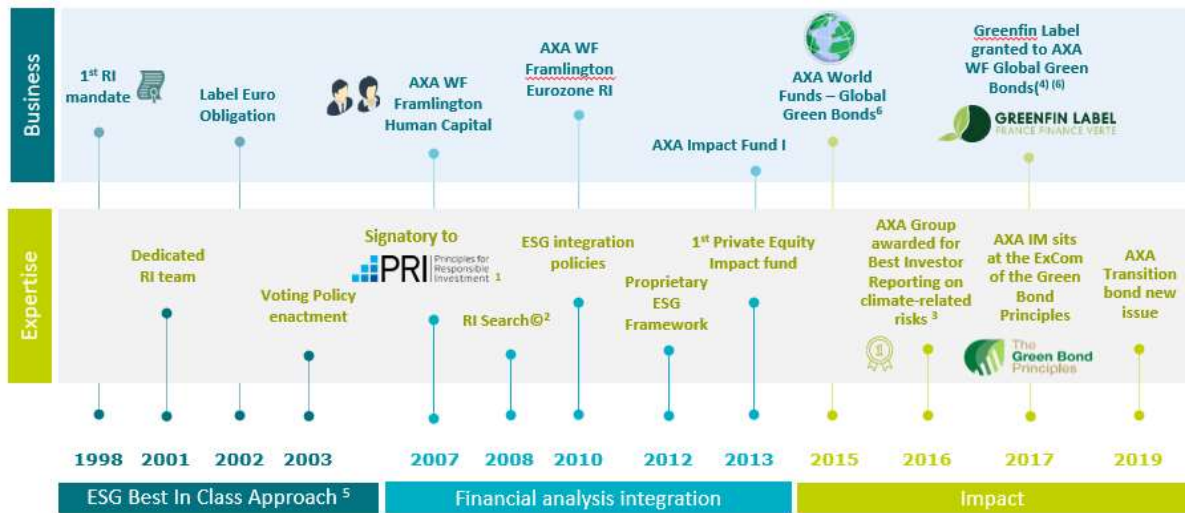 Business
1st RI
mandate
Label Euro
Obligation
AXA WF
Framlington
Human Capital
AXA WF
Framlington
Eurozone RI
AXA Impact Fund I
AXA World
Funds – Global
Green Bonds6
Greenfin Label
granted to AXA
WF Global Green
Bonds(4) (6)
GREENFIN LABEL
FRANCE FINANCE VERTE
Expertise
Dedicated
RI team
Voting Policy
enactment
Signatory to
PRI Principles for
Responsible
Investment 1
RI Search©2
ESG integration
policies
Proprietary
ESG
Framework
1st Private Equity
Impact fund
AXA Group
awarded for
Best Investor
Reporting on
climate-related
risks 3
1
AXA IM sits
at the ExCom
of the Green
Bond
Principles
The
Green Bond
Principles
AXA
Transition
bond new
issue
1998 2001 2002 2003 2007 2008 2010 2012 2013 2015 2016 2017 2019
ESG Best In Class Approach 5 Financial analysis integration Impact